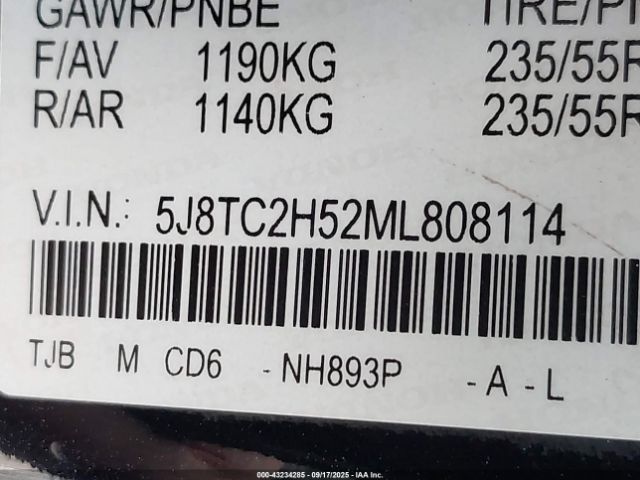 GAWR/PNBE
F/AV 1190KG 235/55R
R/AR 1140KG 235/55R
V.I.N.: 5J8TC2H52ML808114
TJB M CD6 - NH893P - A - L
000-43234285 - 09/17/2025 - IAA Inc.